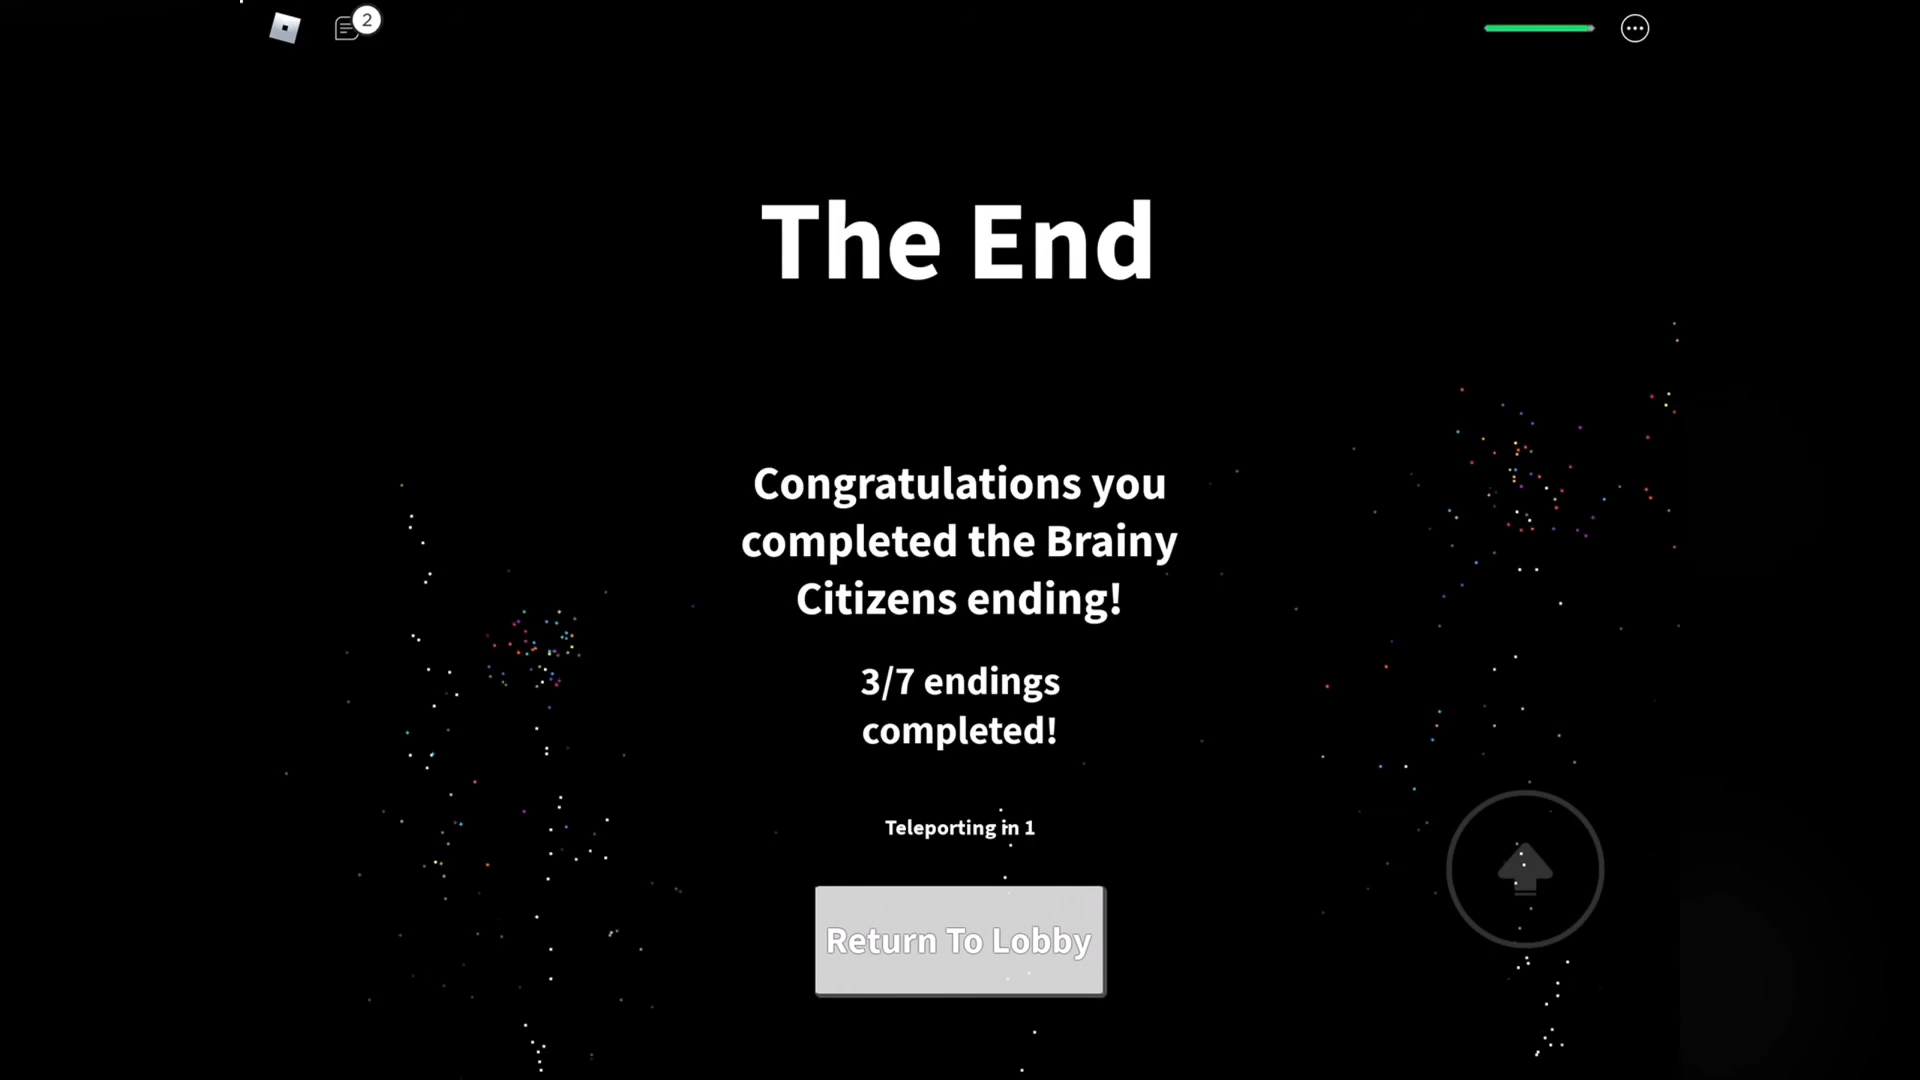 2
The End
Congratulations you
completed the Brainy
Citizens ending!
3/7 endings
completed!
Teleporting in 1
Return To Lobby